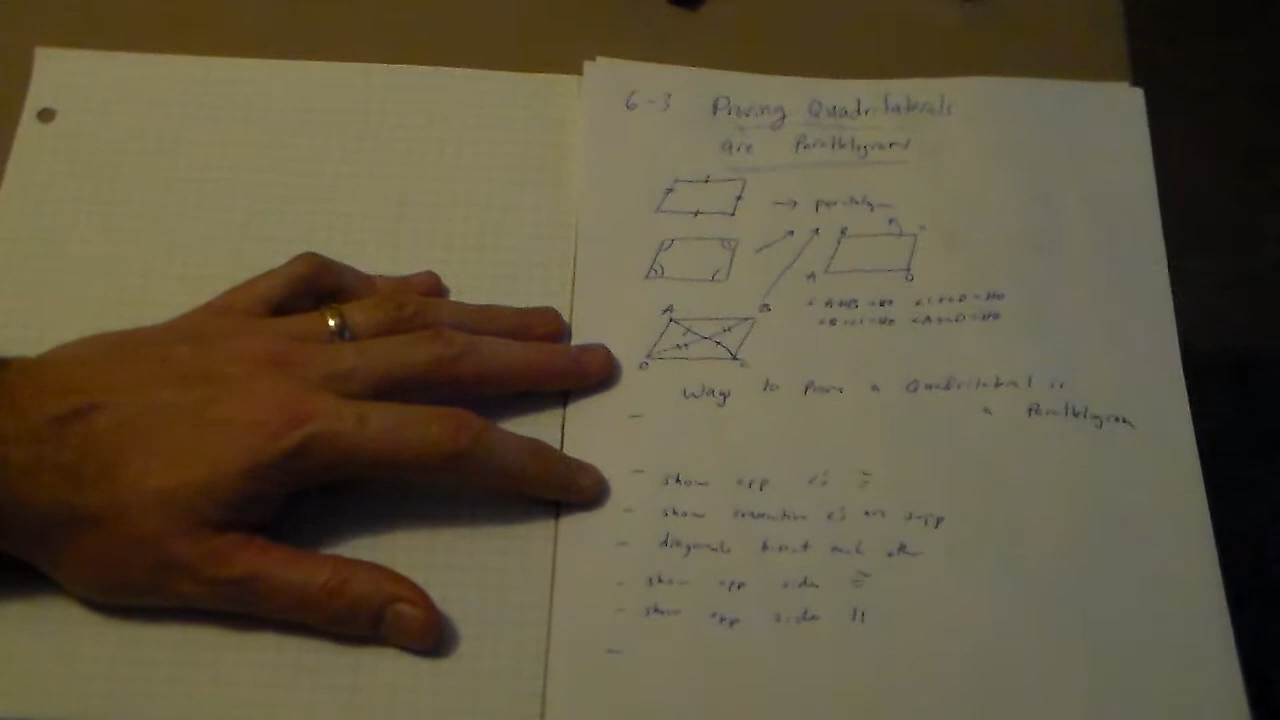 6-3 Proving Quadrilaterals
are Parallelograms
→
B
A D
A B
D C
Ways to Prove a Quadrilateral is
a Parallelogram
-
- show opp ∠'s ≅
- show consecutive ∠'s are supp
- diagonals bisect each other
- show opp sides ≅
- show opp sides ||
-